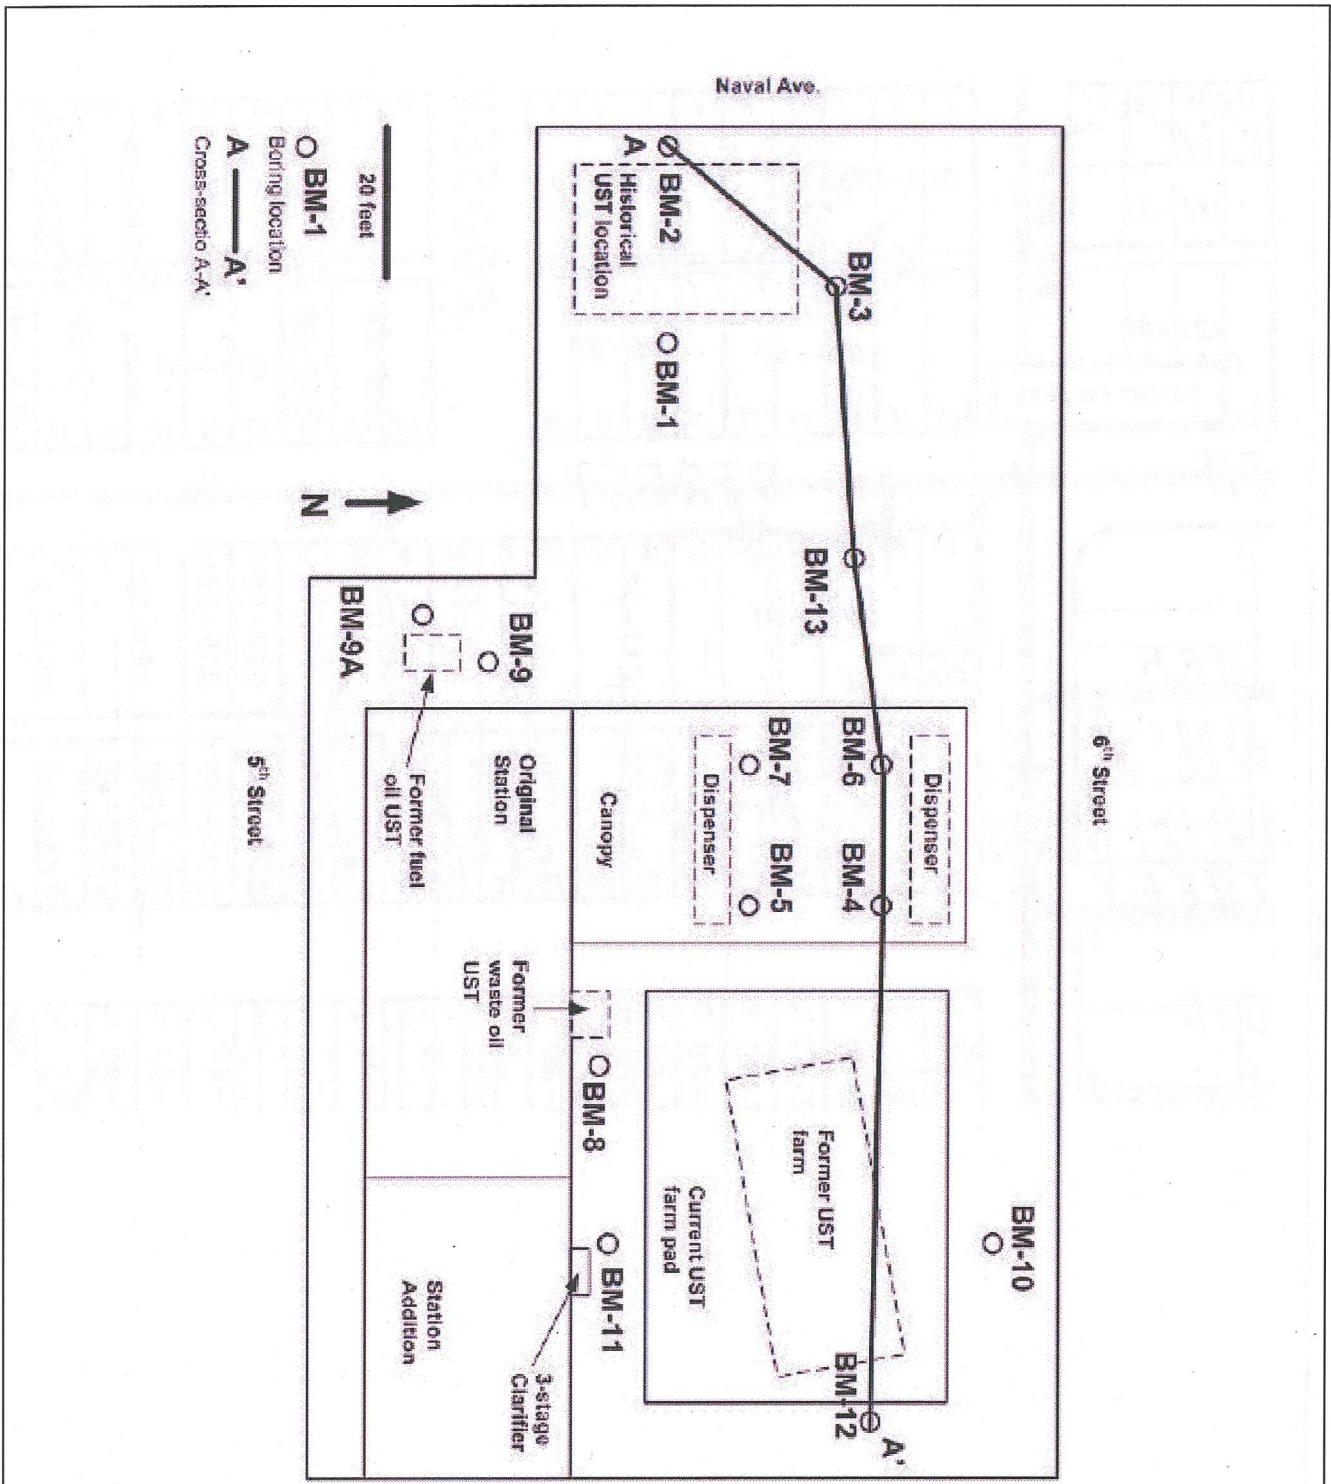 Naval Ave.
6th Street
BM-10
A'
BM-12
BM-3
BM-13
BM-6
BM-4
Dispenser
Former UST
farm
BM-7
BM-5
Dispenser
Current UST
farm pad
BM-2
A
Historical
UST location
BM-1
Canopy
BM-8
BM-11
3-stage
Clarifier
BM-9
Original
Station
Former
waste oil
UST
Station
Addition
BM-9A
Former fuel
oil UST
5th Street
20 feet
BM-1
Boring location
A A'
Cross-sectio A-A'
N